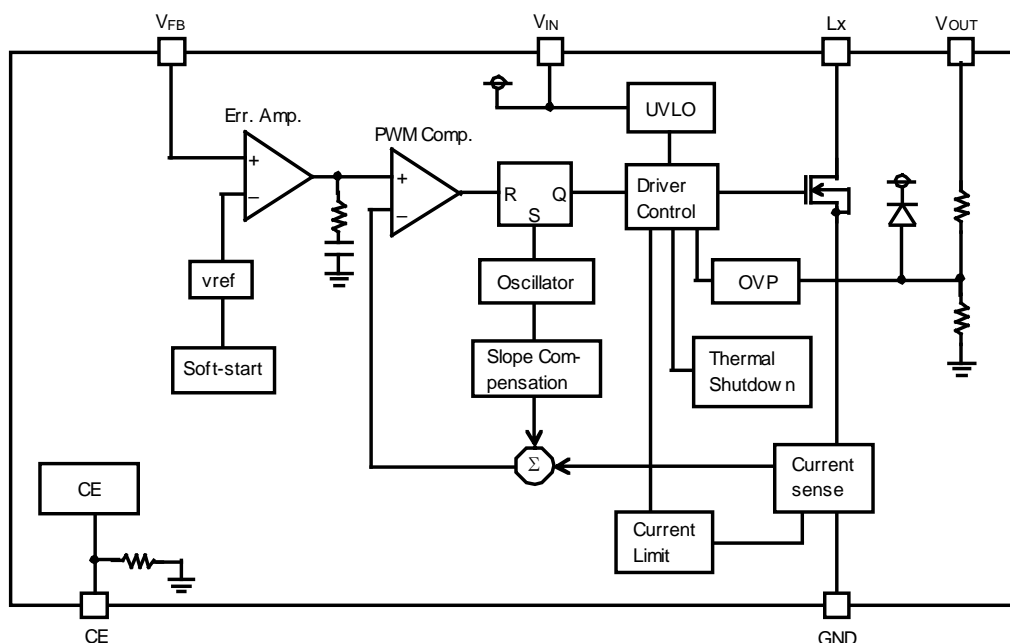 VFB
VIN
Lx
VOUT
Err. Amp.
PWM Comp.
UVLO
+
−
+
−
R
Q
S
Driver
Control
vref
Oscillator
OVP
Soft-start
Slope Com-
pensation
Thermal
Shutdown
Σ
CE
Current
sense
Current
Limit
CE
GND